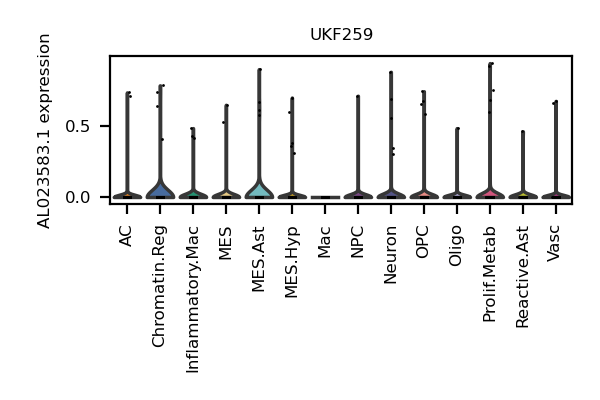 UKF259
AL023583.1 expression
0.5
0.0
AC
Chromatin.Reg
Inflammatory.Mac
MES
MES.Ast
MES.Hyp
Mac
NPC
Neuron
OPC
Oligo
Prolif.Metab
Reactive.Ast
Vasc